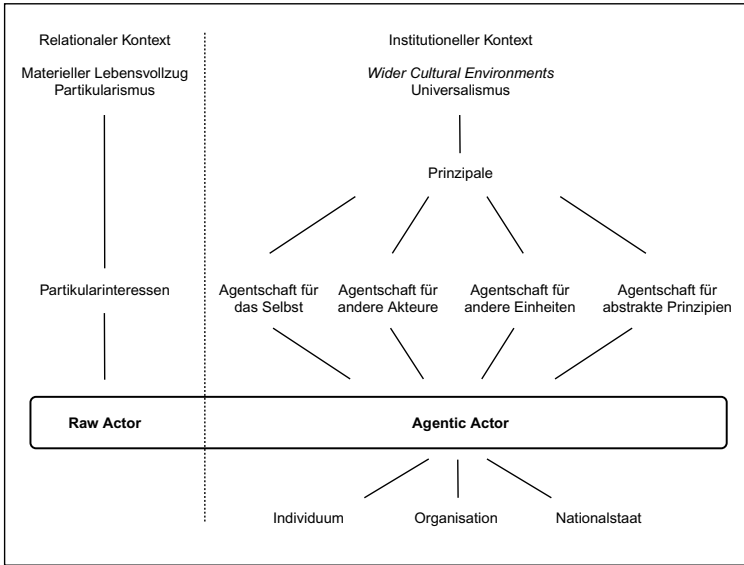 Relationaler Kontext
Materieller Lebensvollzug
Partikularismus
Partikularinteressen
Institutioneller Kontext
Wider Cultural Environments
Universalismus
Prinzipale
Agentschaft für
das Selbst
Agentschaft für
andere Akteure
Agentschaft für
andere Einheiten
Agentschaft für
abstrakte Prinzipien
Raw Actor
Agentic Actor
Individuum
Organisation
Nationalstaat